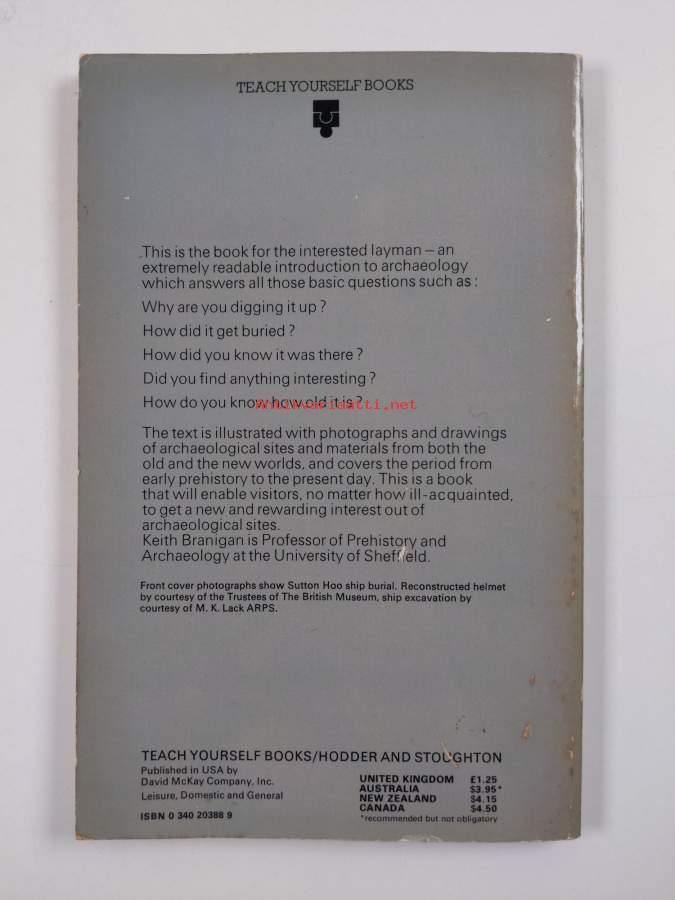 TEACH YOURSELF BOOKS
This is the book for the interested layman – an
extremely readable introduction to archaeology
which answers all those basic questions such as :
Why are you digging it up ?
How did it get buried ?
How did you know it was there ?
Did you find anything interesting ?
How do you know how old it is ?
Antikvariaatti.net
The text is illustrated with photographs and drawings
of archaeological sites and materials from both the
old and the new worlds, and covers the period from
early prehistory to the present day. This is a book
that will enable visitors, no matter how ill-acquainted,
to get a new and rewarding interest out of
archaeological sites.
Keith Branigan is Professor of Prehistory and
Archaeology at the University of Sheffield.
Front cover photographs show Sutton Hoo ship burial. Reconstructed helmet
by courtesy of the Trustees of The British Museum, ship excavation by
courtesy of M. K. Lack ARPS.
TEACH YOURSELF BOOKS/HODDER AND STOUGHTON
Published in USA by
David McKay Company, Inc.
Leisure, Domestic and General
ISBN 0 340 20388 9
UNITED KINGDOM £1.25
AUSTRALIA $3.95*
NEW ZEALAND $4.15
CANADA $4.50
*recommended but not obligatory